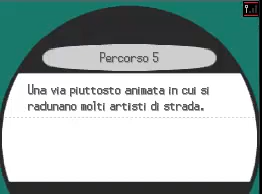 Percorso 5
Una via piuttosto animata in cui si
radunano molti artisti di strada.